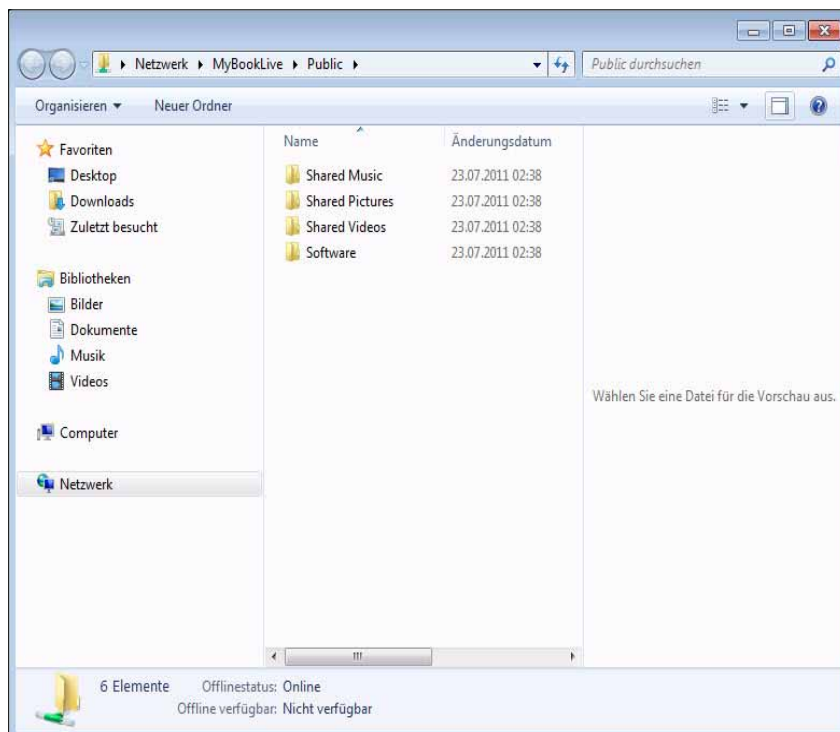 Netzwerk ▸ MyBookLive ▸ Public ▸
Public durchsuchen
Organisieren ▾ Neuer Ordner
Favoriten
Desktop
Downloads
Zuletzt besucht
Bibliotheken
Bilder
Dokumente
Musik
Videos
Computer
Netzwerk
Name Änderungsdatum
Shared Music 23.07.2011 02:38
Shared Pictures 23.07.2011 02:38
Shared Videos 23.07.2011 02:38
Software 23.07.2011 02:38
Wählen Sie eine Datei für die Vorschau aus.
6 Elemente Offlinestatus: Online
Offline verfügbar: Nicht verfügbar